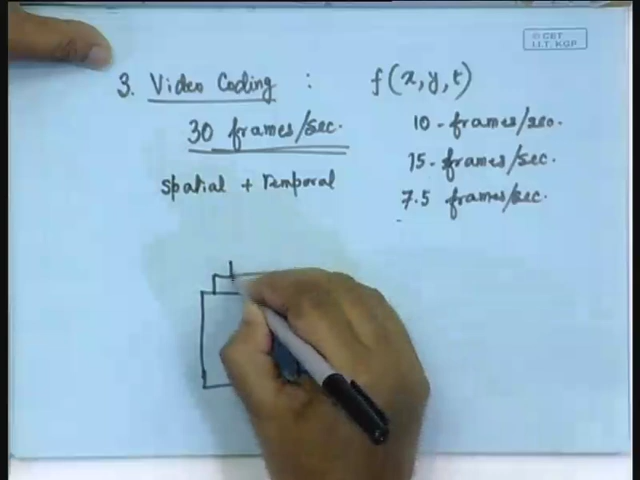 © CET
I.I.T. KGP
3. Video Coding : f(x,y,t)
30 frames/sec.
10 - frames/sec.
15 - frames/sec.
spatial + Temporal
7.5 frames/sec.